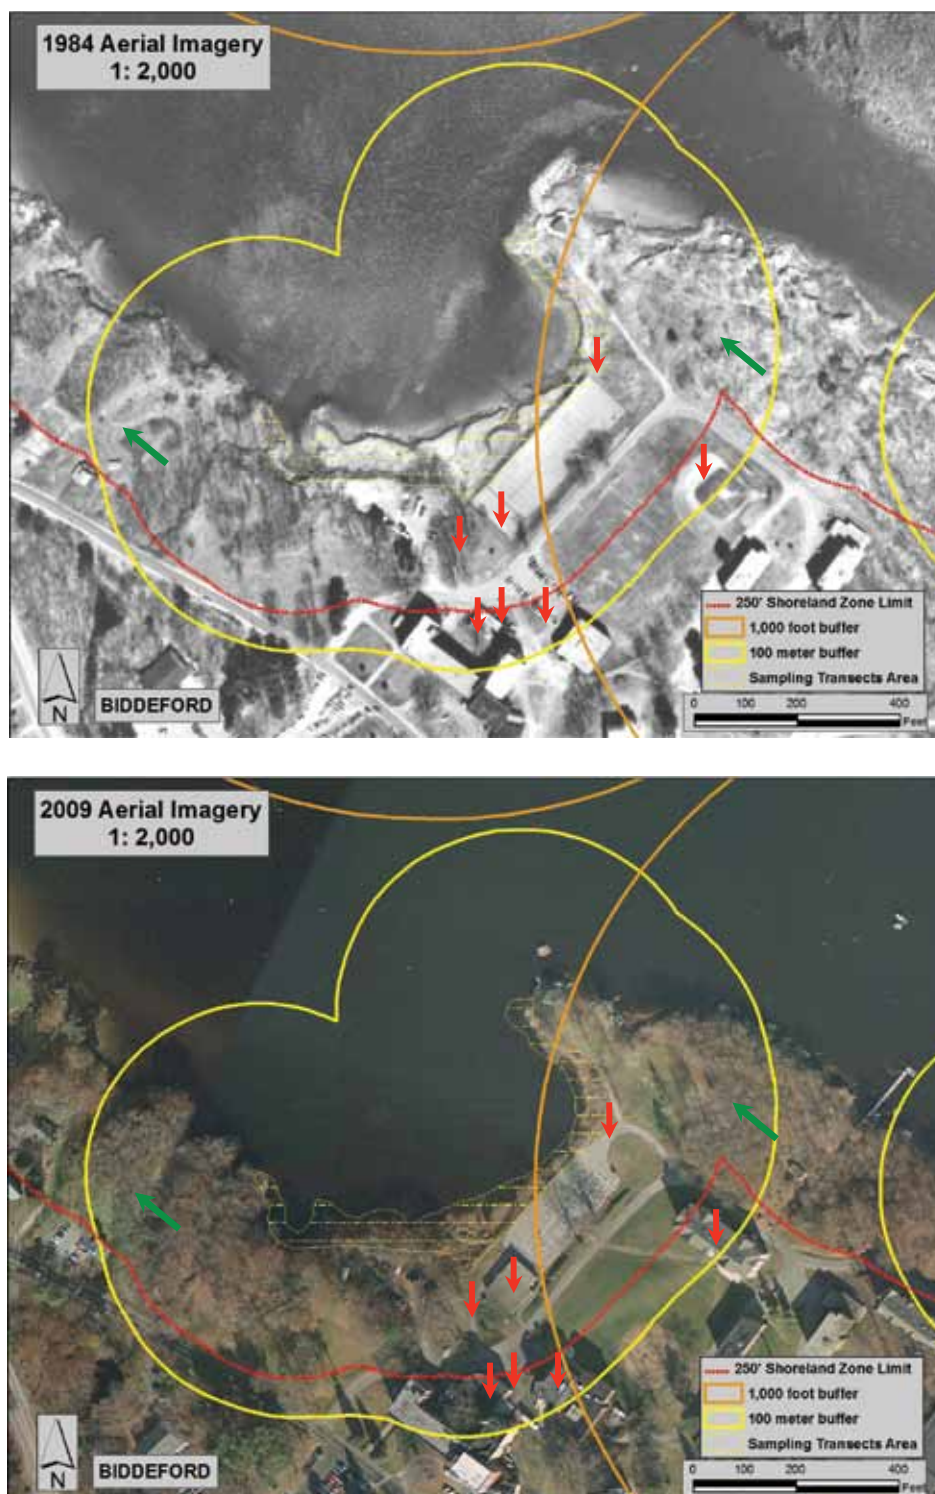 1984 Aerial Imagery
1: 2,000
250' Shoreland Zone Limit
1,000 foot buffer
100 meter buffer
Sampling Transects Area
N
BIDDEFORD
0 100 200 400
Feet
2009 Aerial Imagery
1: 2,000
250' Shoreland Zone Limit
1,000 foot buffer
100 meter buffer
Sampling Transects Area
N
BIDDEFORD
0 100 200 400
Feet